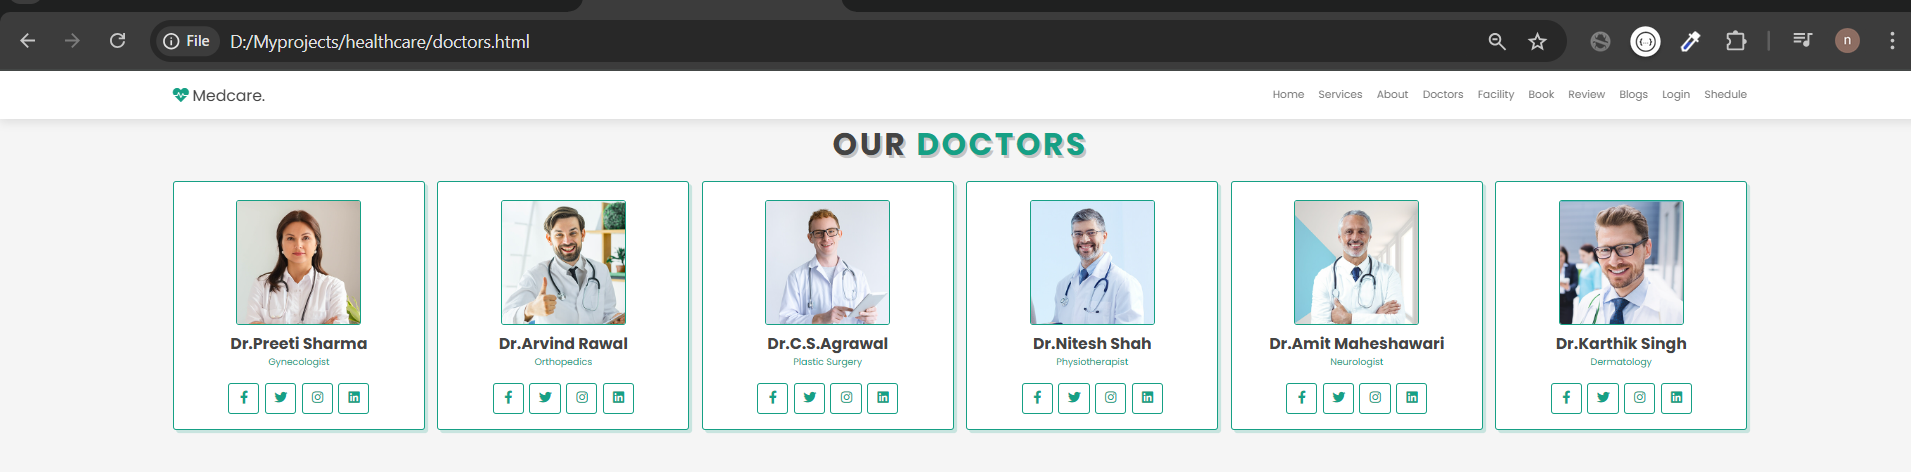 File D:/Myprojects/healthcare/doctors.html
n
Medcare. Home Services About Doctors Facility Book Review Blogs Login Shedule
OUR DOCTORS
Dr.Preeti Sharma Dr.Arvind Rawal Dr.C.S.Agrawal Dr.Nitesh Shah Dr.Amit Maheshawari Dr.Karthik Singh
Gynecologist Orthopedics Plastic Surgery Physiotherapist Neurologist Dermatology